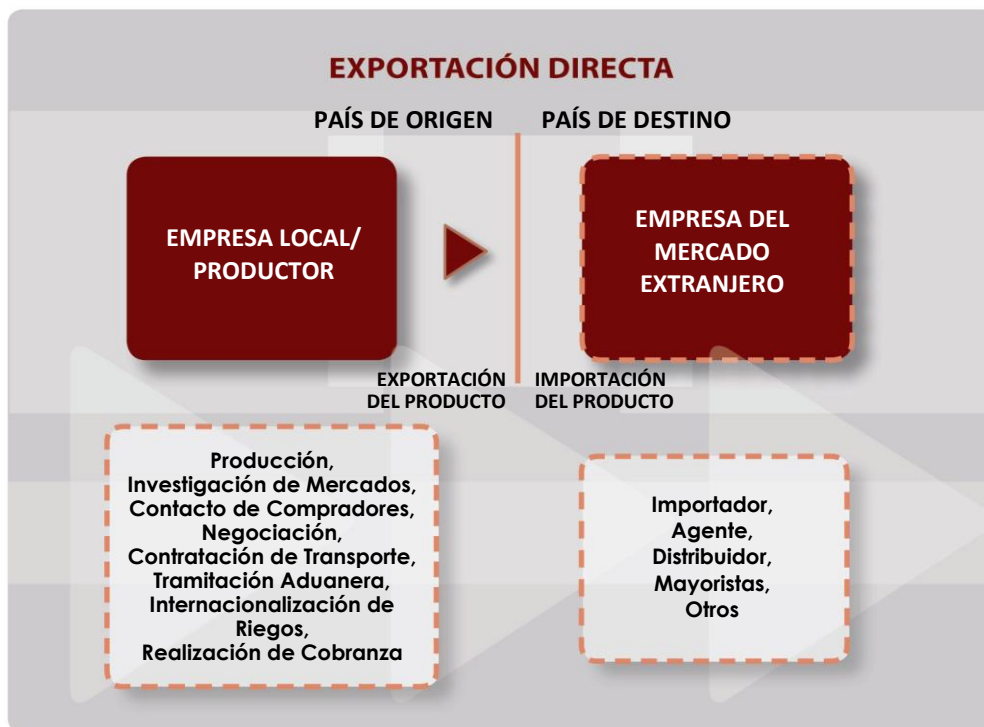 EXPORTACIÓN DIRECTA
PAÍS DE ORIGEN
PAÍS DE DESTINO
EMPRESA LOCAL/
PRODUCTOR
EMPRESA DEL
MERCADO
EXTRANJERO
EXPORTACIÓN
DEL PRODUCTO
IMPORTACIÓN
DEL PRODUCTO
Producción,
Investigación de Mercados,
Contacto de Compradores,
Negociación,
Contratación de Transporte,
Tramitación Aduanera,
Internacionalización de
Riegos,
Realización de Cobranza
Importador,
Agente,
Distribuidor,
Mayoristas,
Otros